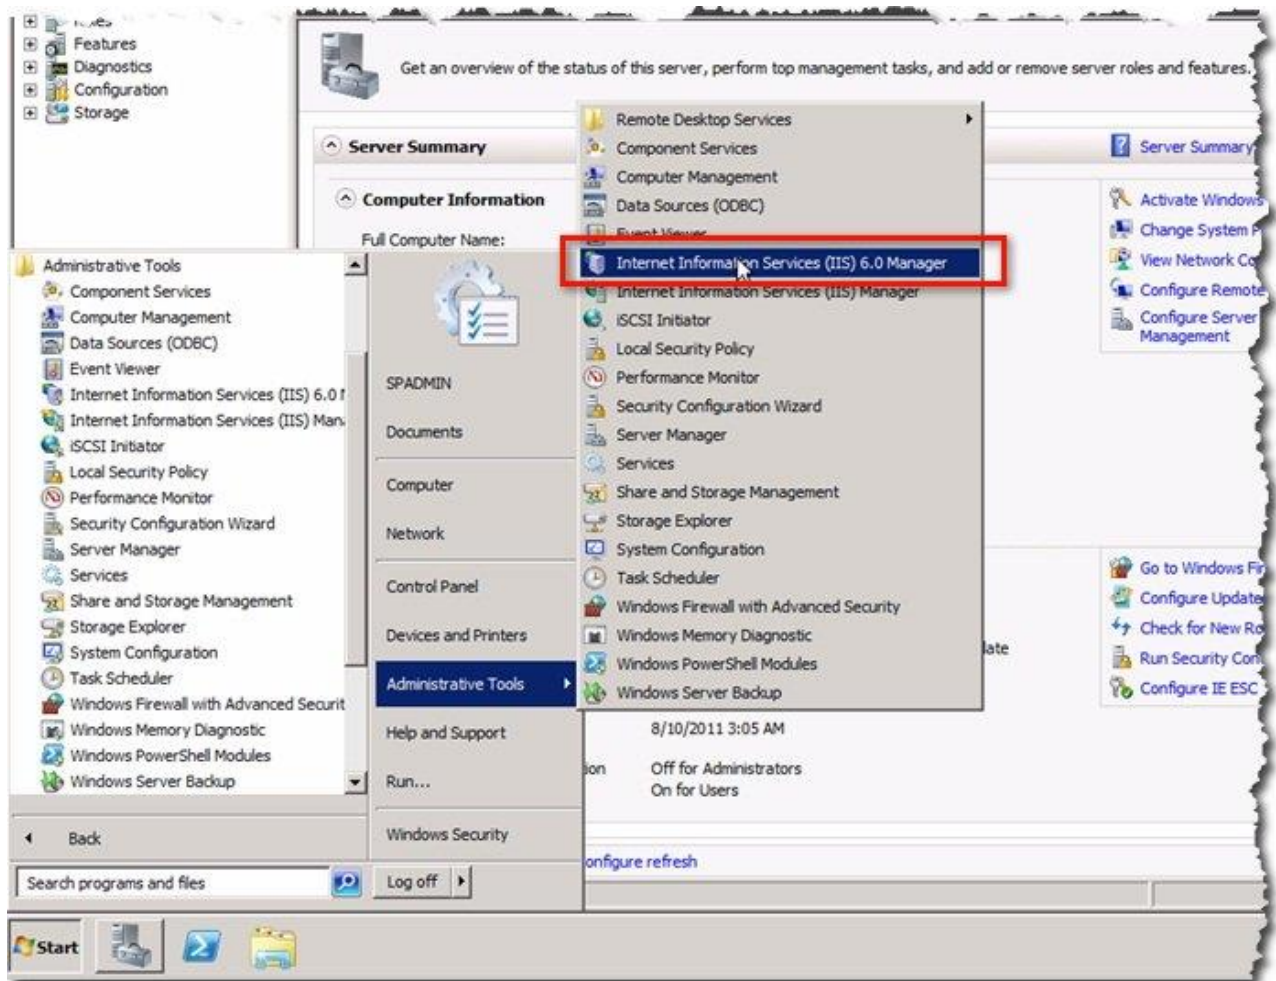 Features
Diagnostics
Configuration
Storage
Get an overview of the status of this server, perform top management tasks, and add or remove server roles and features.
Server Summary
Server Summary
Computer Information
Full Computer Name:
Activate Windows
Change System P
View Network Co
Configure Remote
Configure Server
Management
Remote Desktop Services
Component Services
Computer Management
Data Sources (ODBC)
Event Viewer
Internet Information Services (IIS) 6.0 Manager
Internet Information Services (IIS) Manager
iSCSI Initiator
Local Security Policy
Performance Monitor
Security Configuration Wizard
Server Manager
Services
Share and Storage Management
Storage Explorer
System Configuration
Task Scheduler
Windows Firewall with Advanced Security
Windows Memory Diagnostic
Windows PowerShell Modules
Windows Server Backup
Administrative Tools
Component Services
Computer Management
Data Sources (ODBC)
Event Viewer
Internet Information Services (IIS) 6.0
Internet Information Services (IIS) Man
iSCSI Initiator
Local Security Policy
Performance Monitor
Security Configuration Wizard
Server Manager
Services
Share and Storage Management
Storage Explorer
System Configuration
Task Scheduler
Windows Firewall with Advanced Securit
Windows Memory Diagnostic
Windows PowerShell Modules
Windows Server Backup
Back
Search programs and files
SPADMIN
Documents
Computer
Network
Control Panel
Devices and Printers
Administrative Tools
Help and Support
Run...
Windows Security
Log off
Go to Windows Fir
Configure Update
Check for New Ro
Run Security Con
Configure IE ESC
late
8/10/2011 3:05 AM
ion
Off for Administrators
On for Users
onfigure refresh
Start